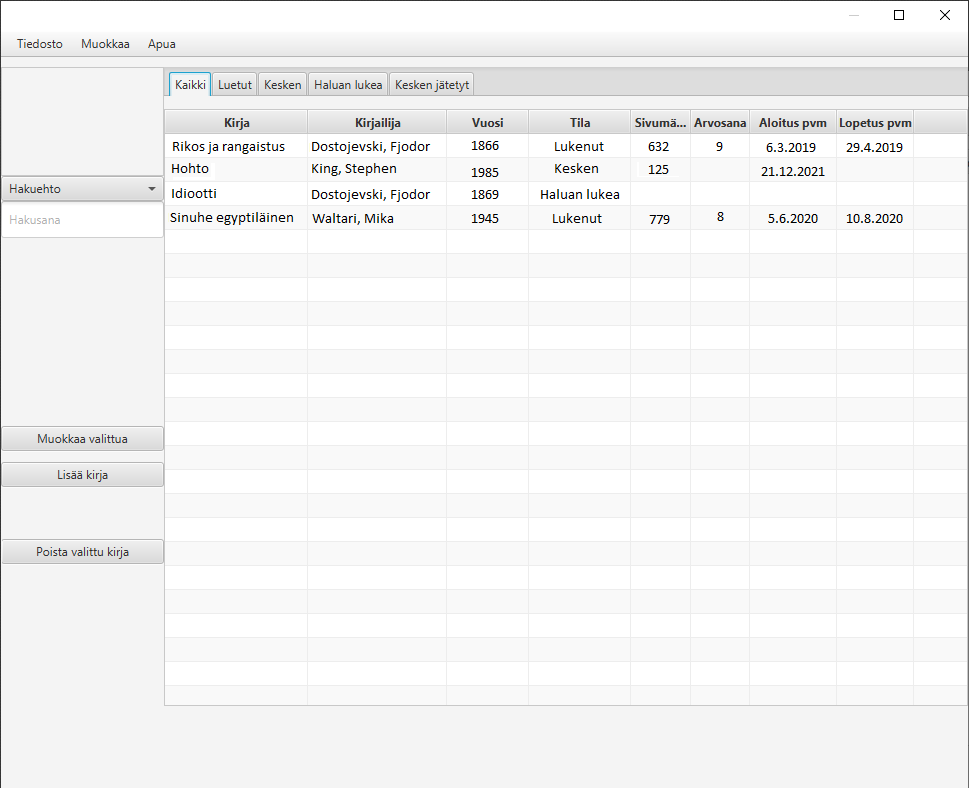 Tiedosto Muokkaa Apua
Kaikki Luetut Kesken Haluan lukea Kesken jätetyt
Kirja Kirjailija Vuosi Tila Sivumä... Arvosana Aloitus pvm Lopetus pvm
Rikos ja rangaistus Dostojevski, Fjodor 1866 Lukenut 632 9 6.3.2019 29.4.2019
Hohto King, Stephen 1985 Kesken 125 21.12.2021
Idiootti Dostojevski, Fjodor 1869 Haluan lukea
Sinuhe egyptiläinen Waltari, Mika 1945 Lukenut 779 8 5.6.2020 10.8.2020
Hakuehto
Hakusana
Muokkaa valittua
Lisää kirja
Poista valittu kirja